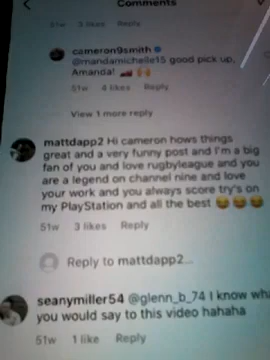 Comments
51w 3 likes Reply
cameron9smith
@mandamichelle15 good pick up,
Amanda!
51w 4 likes Reply
View 1 more reply
mattdapp2 Hi cameron hows things
great and a very funny post and I'm a big
fan of you and love rugbyleague and you
are a legend on channel nine and love
your work and you always score try's on
my PlayStation and all the best 😂😂😂
51w 3 likes Reply
Reply to mattdapp2...
seanymiller54 @glenn_b_74 I know wha
you would say to this video hahaha
51w 1 like Reply